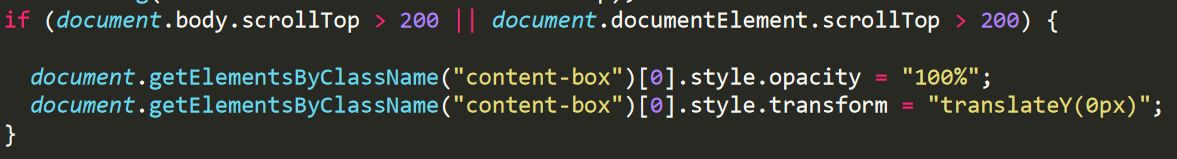 if (document.body.scrollTop > 200 || document.documentElement.scrollTop > 200) {
document.getElementsByClassName("content-box")[0].style.opacity = "100%";
document.getElementsByClassName("content-box")[0].style.transform = "translateY(0px)";
}